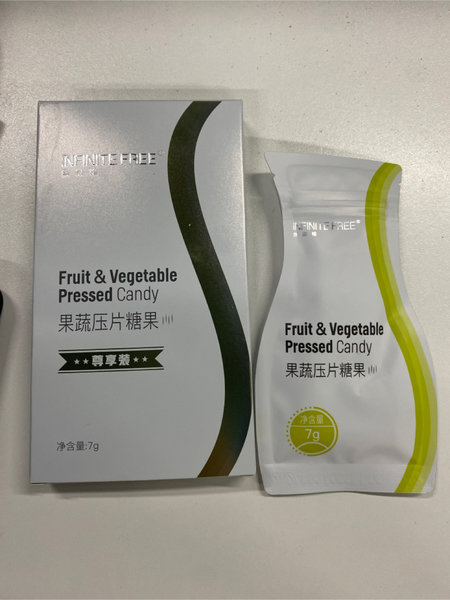 INFINITE FREE
Fruit & Vegetable
Pressed Candy
果蔬压片糖果
★★尊享装★★
净含量:7g
INFINITE FREE®
Fruit & Vegetable
Pressed Candy
果蔬压片糖果
净含量
7g